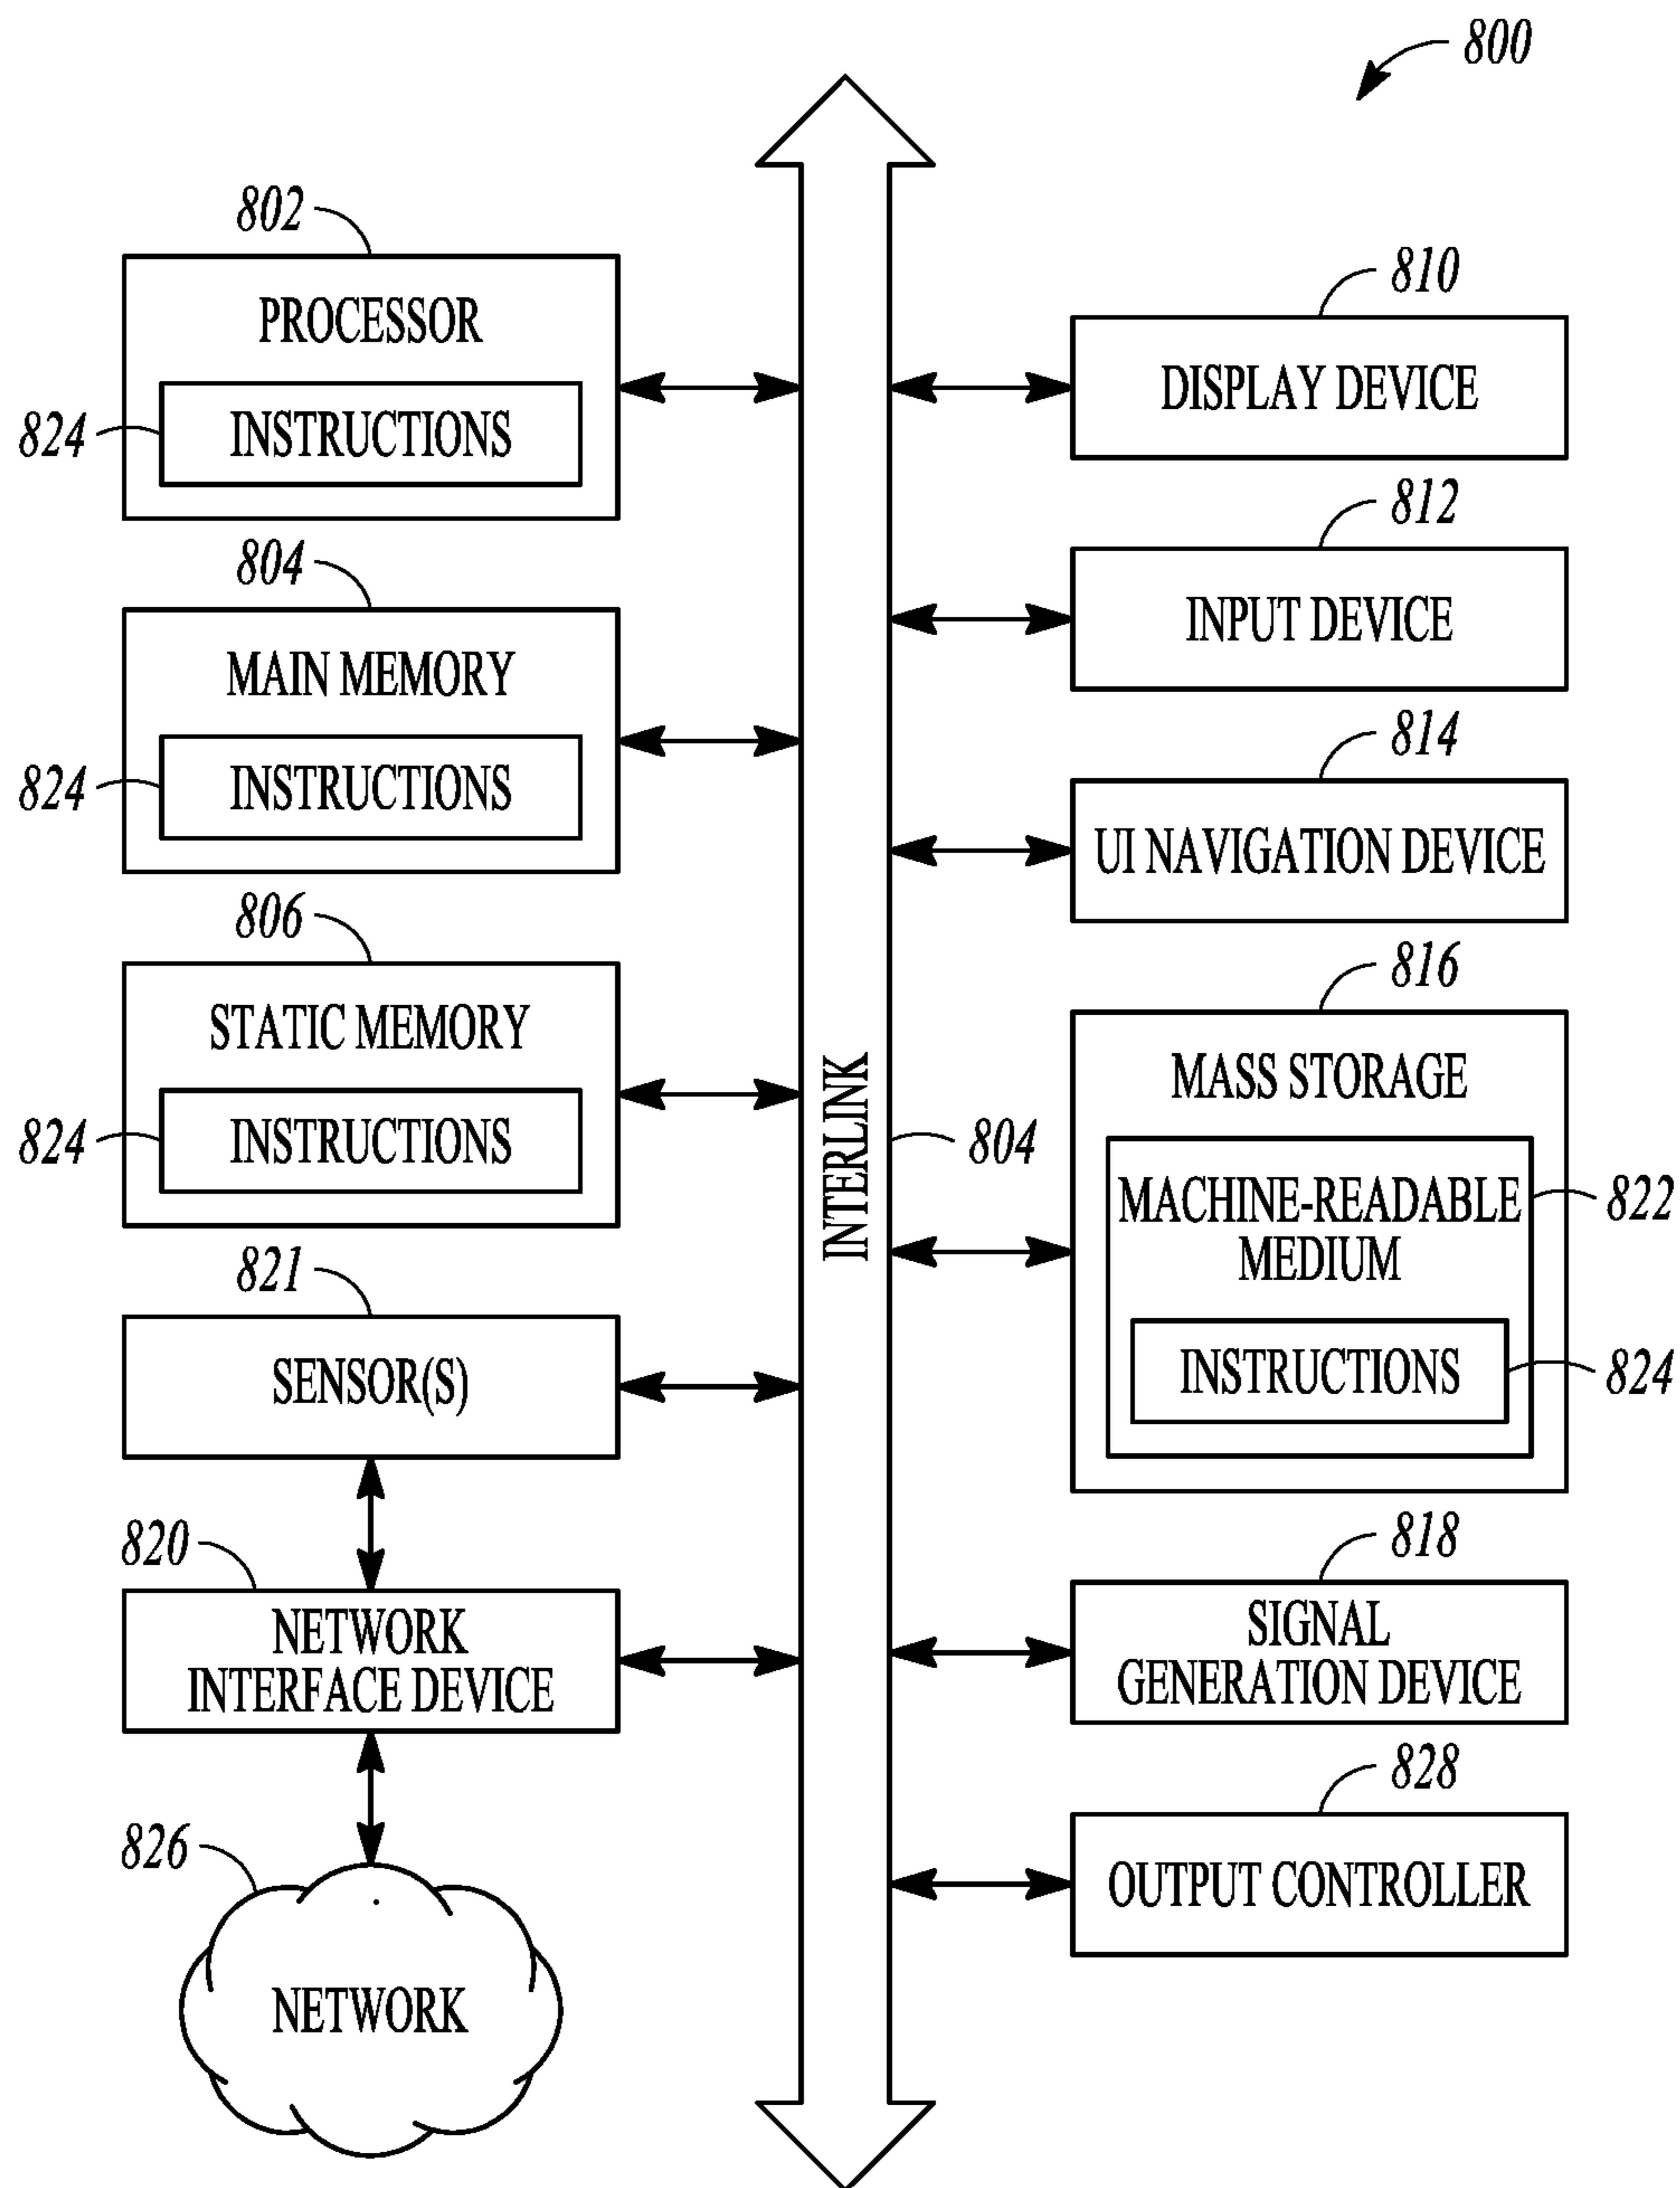 800
802
PROCESSOR
824
INSTRUCTIONS
804
MAIN MEMORY
824
INSTRUCTIONS
806
STATIC MEMORY
824
INSTRUCTIONS
821
SENSOR(S)
820
NETWORK
INTERFACE DEVICE
826
NETWORK
INTERLINK
804
810
DISPLAY DEVICE
812
INPUT DEVICE
814
UI NAVIGATION DEVICE
816
MASS STORAGE
MACHINE-READABLE
MEDIUM
822
INSTRUCTIONS
824
818
SIGNAL
GENERATION DEVICE
828
OUTPUT CONTROLLER